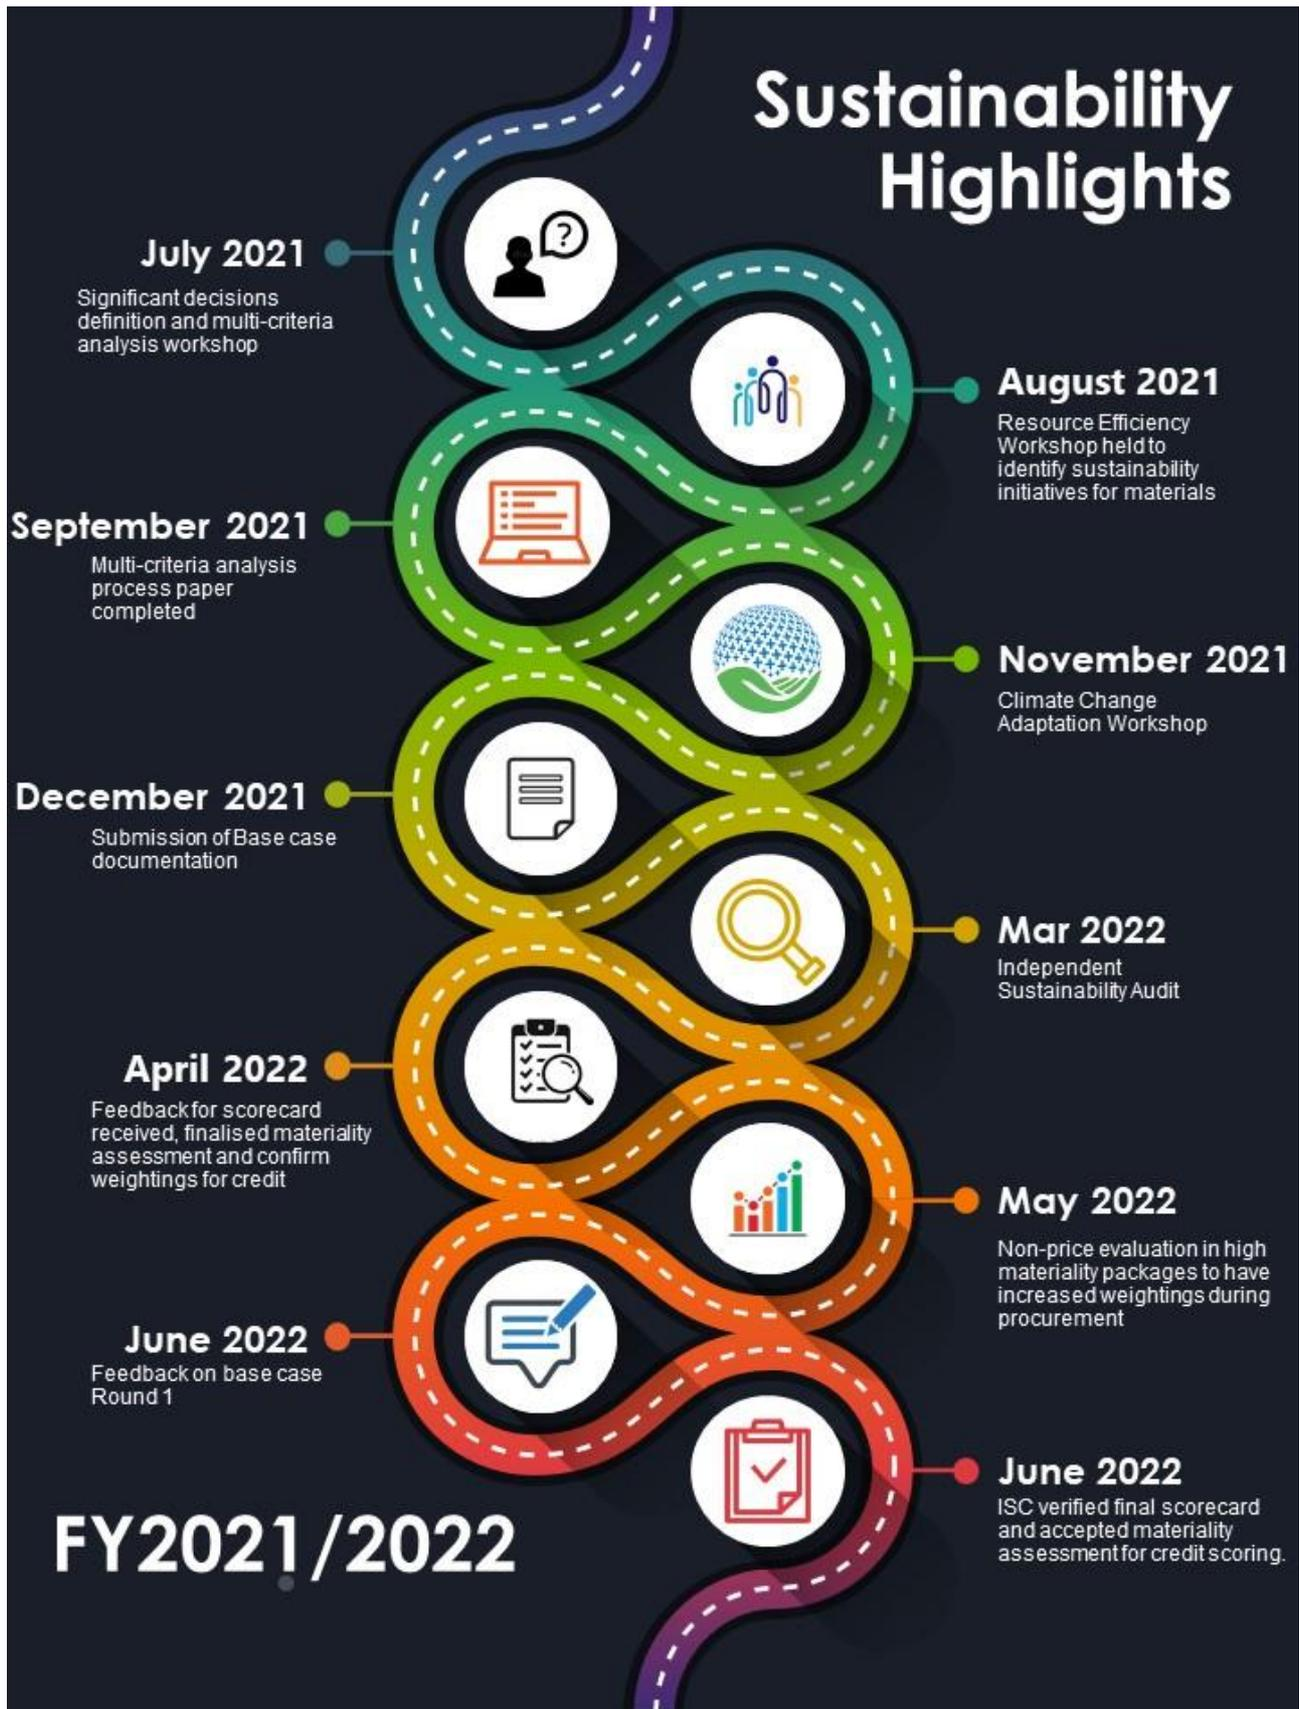 Sustainability
Highlights
July 2021
Significant decisions
definition and multi-criteria
analysis workshop
?
August 2021
Resource Efficiency
Workshop held to
identify sustainability
initiatives for materials
September 2021
Multi-criteria analysis
process paper
completed
November 2021
Climate Change
Adaptation Workshop
December 2021
Submission of Base case
documentation
Mar 2022
Independent
Sustainability Audit
April 2022
Feedback for scorecard
received, finalised materiality
assessment and confirm
weightings for credit
May 2022
Non-price evaluation in high
materiality packages to have
increased weightings during
procurement
June 2022
Feedback on base case
Round 1
June 2022
ISC verified final scorecard
and accepted materiality
assessment for credit scoring.
FY2021/2022